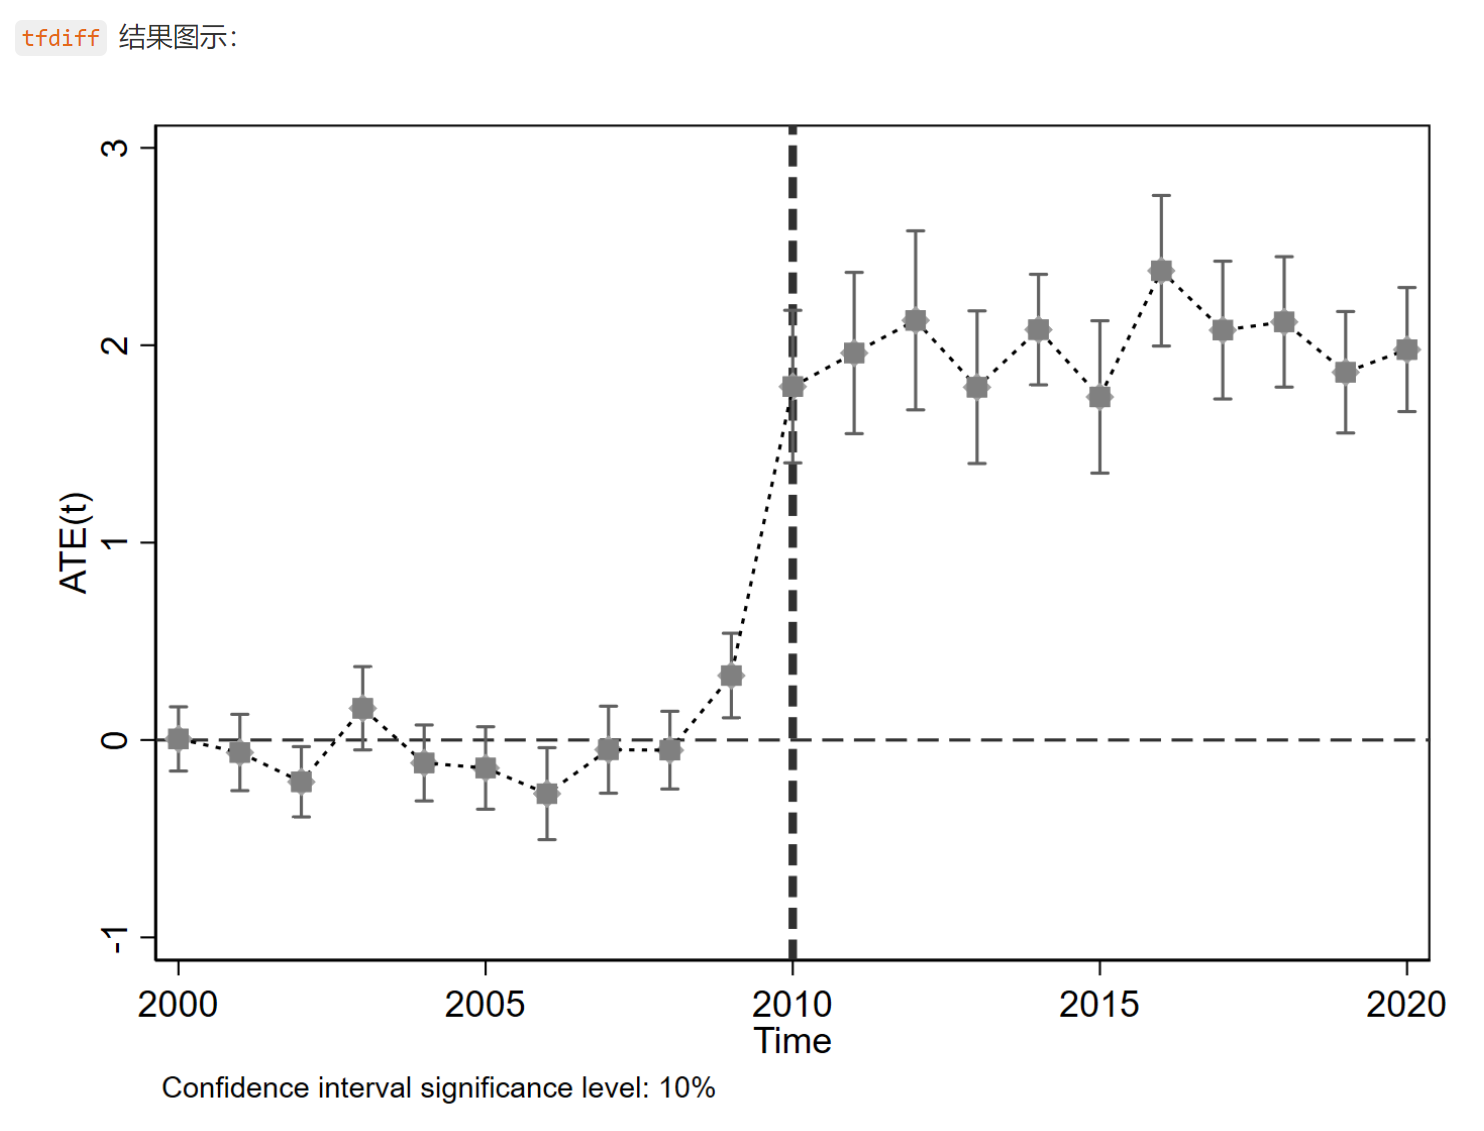 tfdiff 结果图示：
3
2
1
0
-1
ATE(t)
2000 2005 2010 2015 2020
Time
Confidence interval significance level: 10%